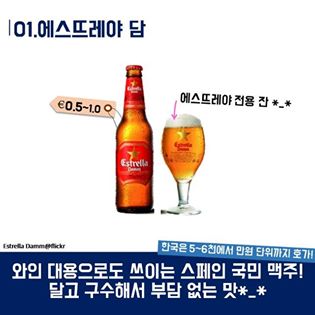 01.에스뜨레야 담
€0.5~1.0
에스뜨레야 전용 잔 *_*
Estrella
Damm
Estrella Damm@flickr
한국은 5~6천에서 만원 단위까지 호가!
와인 대용으로도 쓰이는 스페인 국민 맥주!
달고 구수해서 부담 없는 맛*_*